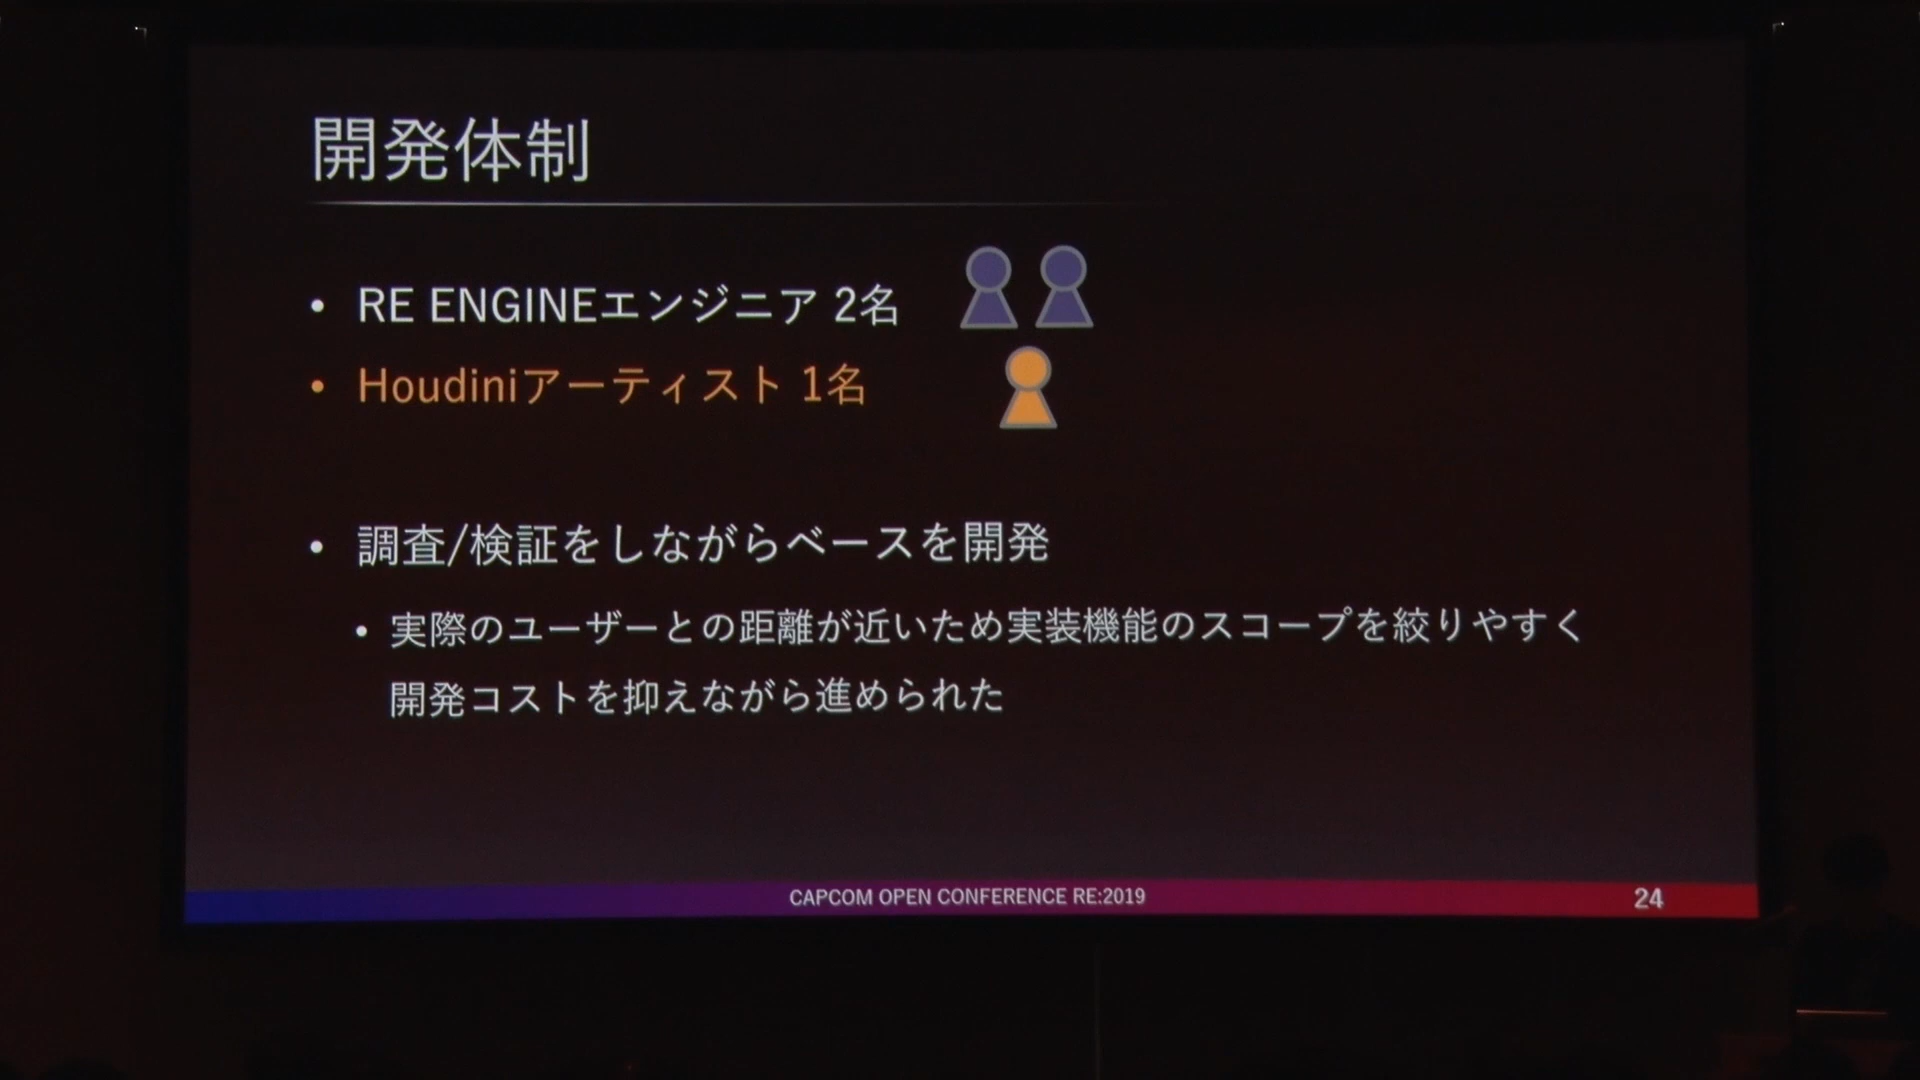 開発体制
• RE ENGINEエンジニア 2名
• Houdiniアーティスト 1名
• 調査/検証をしながらベースを開発
• 実際のユーザーとの距離が近いため実装機能のスコープを絞りやすく
開発コストを抑えながら進められた
CAPCOM OPEN CONFERENCE RE:2019
24